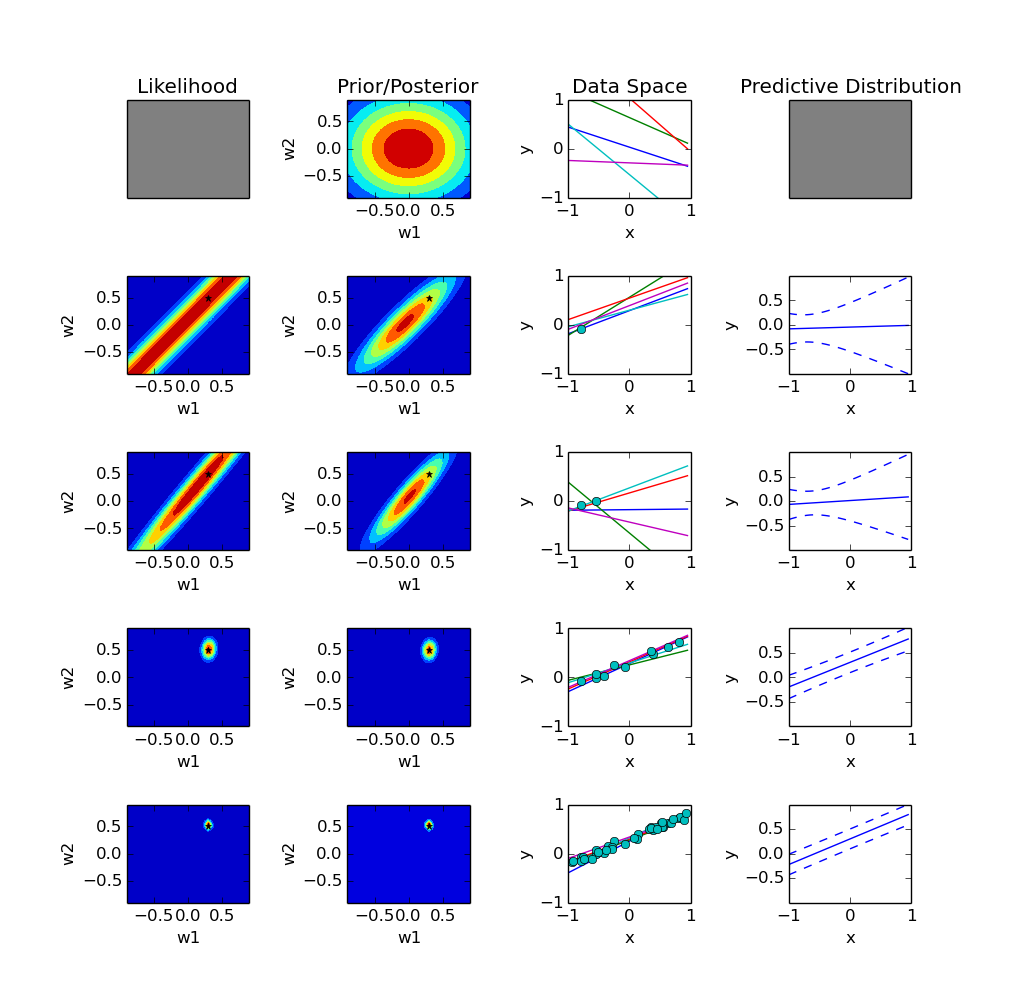 Likelihood Prior/Posterior Data Space Predictive Distribution
w2 0.5 0.0 −0.5 y 1 0 −1
−0.5 0.0 0.5 −1 0 1
w1 x
w2 0.5 0.0 −0.5 w2 y 1 0 −1 y 0.5 0.0 −0.5
−0.5 0.0 0.5 −0.5 0.0 0.5 −1 0 1 −1 0 1
w1 w1 x x
w2 0.5 0.0 −0.5 w2 y 1 0 −1 y 0.5 0.0 −0.5
−0.5 0.0 0.5 −0.5 0.0 0.5 −1 0 1 −1 0 1
w1 w1 x x
w2 0.5 0.0 −0.5 w2 0.5 0.0 −0.5 y 1 0 −1 y 0.5 0.0 −0.5
−0.5 0.0 0.5 −0.5 0.0 0.5 −1 0 1 −1 0 1
w1 w1 x x
w2 0.5 0.0 −0.5 w2 0.5 0.0 −0.5 y 1 0 −1 y 0.5 0.0 −0.5
−0.5 0.0 0.5 −0.5 0.0 0.5 −1 0 1 −1 0 1
w1 w1 x x